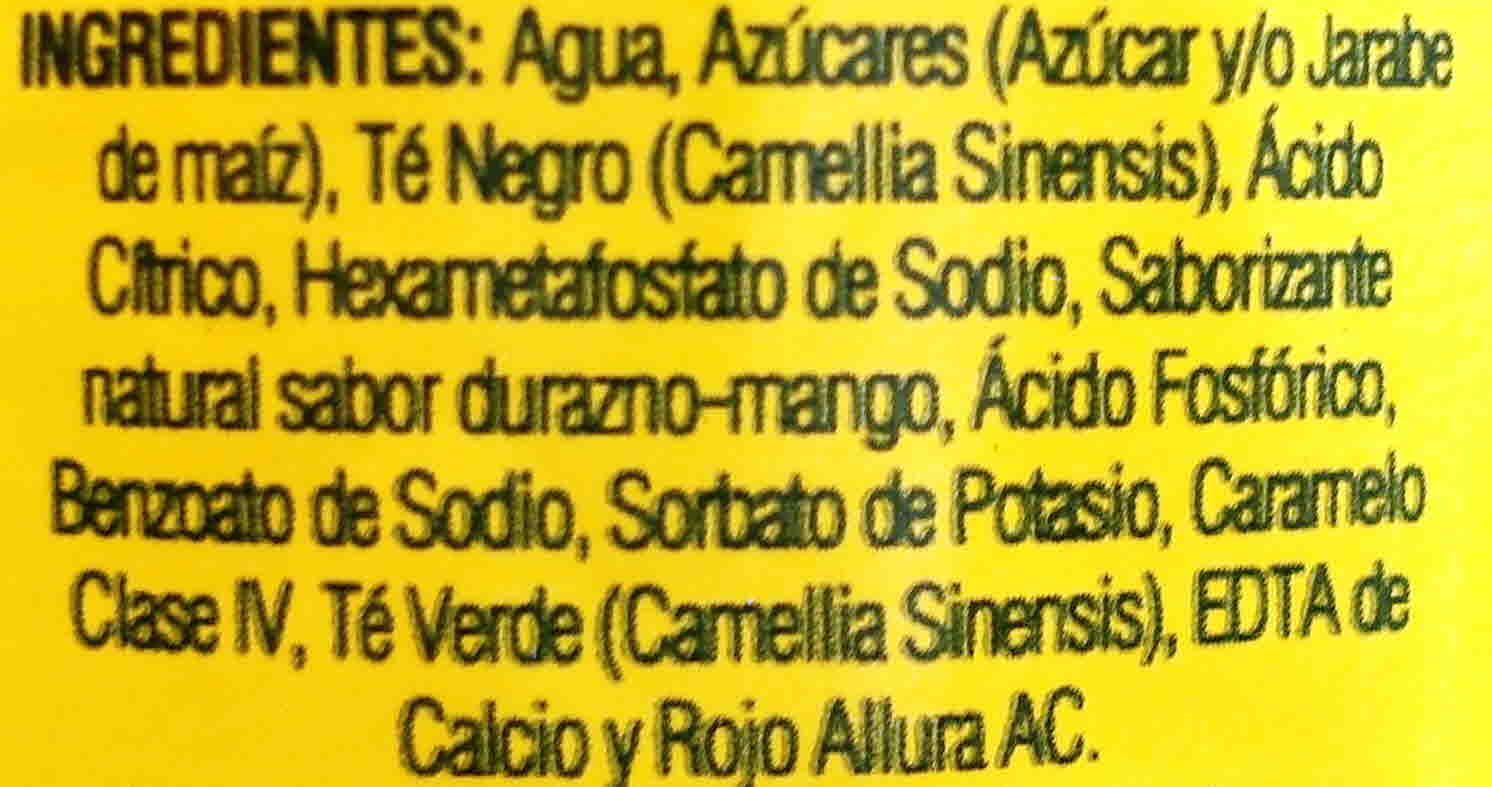 INGREDIENTES: Agua, Azúcares (Azúcar y/o Jarabe
de maíz), Té Negro (Camellia Sinensis), Ácido
Cítrico, Hexametafosfato de Sodio, Saborizante
natural sabor durazno-mango, Ácido Fosfórico,
Benzoato de Sodio, Sorbato de Potasio, Caramelo
Clase IV, Té Verde (Camellia Sinensis), EDTA de
Calcio y Rojo Allura AC.